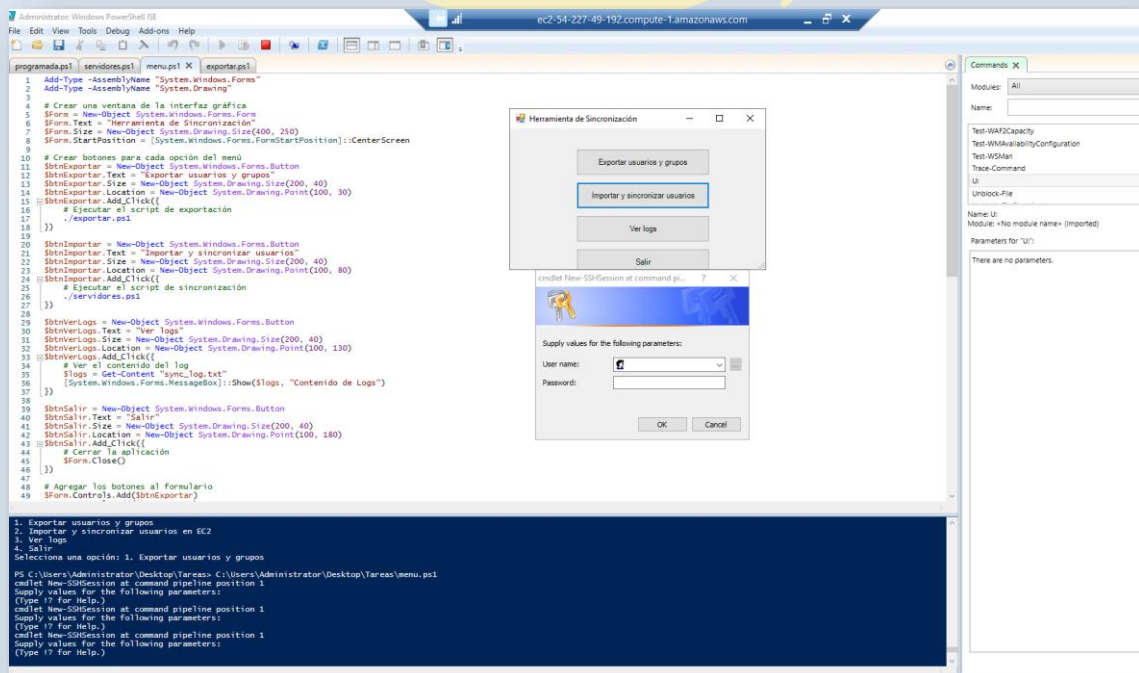 Administrator: Windows PowerShell ISE
ec2-54-227-49-192.compute-1.amazonaws.com
File Edit View Tools Debug Add-ons Help
programada.ps1 servidores.ps1 menu.ps1 X exportar.ps1
1 Add-Type -AssemblyName "System.Windows.Forms"
2 Add-Type -AssemblyName "System.Drawing"
3
4 # Crear una ventana de la interfaz gráfica
5 $Form = New-Object System.Windows.Forms.Form
6 $Form.Text = "Herramienta de Sincronización"
7 $Form.Size = New-Object System.Drawing.Size(400, 250)
8 $Form.StartPosition = [System.Windows.Forms.FormStartPosition]::CenterScreen
9
10 # Crear botones para cada opción del menú
11 $btnExportar = New-Object System.Windows.Forms.Button
12 $btnExportar.Text = "Exportar usuarios y grupos"
13 $btnExportar.Size = New-Object System.Drawing.Size(200, 40)
14 $btnExportar.Location = New-Object System.Drawing.Point(100, 30)
15 $btnExportar.Add_Click({
16 # Ejecutar el script de exportación
17 ./exportar.ps1
18 })
19
20 $btnImportar = New-Object System.Windows.Forms.Button
21 $btnImportar.Text = "Importar y sincronizar usuarios"
22 $btnImportar.Size = New-Object System.Drawing.Size(200, 40)
23 $btnImportar.Location = New-Object System.Drawing.Point(100, 80)
24 $btnImportar.Add_Click({
25 # Ejecutar el script de sincronización
26 ./servidores.ps1
27 })
28
29 $btnVerLogs = New-Object System.Windows.Forms.Button
30 $btnVerLogs.Text = "Ver logs"
31 $btnVerLogs.Size = New-Object System.Drawing.Size(200, 40)
32 $btnVerLogs.Location = New-Object System.Drawing.Point(100, 130)
33 $btnVerLogs.Add_Click({
34 # Ver el contenido del log
35 $logs = Get-Content "sync_log.txt"
36 [System.Windows.Forms.MessageBox]::Show($logs, "Contenido de Logs")
37 })
38
39 $btnSalir = New-Object System.Windows.Forms.Button
40 $btnSalir.Text = "Salir"
41 $btnSalir.Size = New-Object System.Drawing.Size(200, 40)
42 $btnSalir.Location = New-Object System.Drawing.Point(100, 180)
43 $btnSalir.Add_Click({
44 # Cerrar la aplicación
45 $Form.Close()
46 })
47
48 # Agregar los botones al formulario
49 $Form.Controls.Add($btnExportar)
Herramienta de Sincronización
Exportar usuarios y grupos
Importar y sincronizar usuarios
Ver logs
Salir
cmdlet New-SSHSession at command pi... ? X
Supply values for the following parameters:
User name:
Password:
OK Cancel
Commands X
Modules: All
Name:
Test-WAF2Capacity
Test-WMAvailabilityConfiguration
Test-WSMan
Trace-Command
U:
Unblock-File
Name: U:
Module: <No module name> (Imported)
Parameters for "U:":
There are no parameters.
1. Exportar usuarios y grupos
2. Importar y sincronizar usuarios en EC2
3. Ver logs
4. Salir
Selecciona una opción: 1. Exportar usuarios y grupos
PS C:\Users\Administrator\Desktop\Tareas> C:\Users\Administrator\Desktop\Tareas\menu.ps1
cmdlet New-SSHSession at command pipeline position 1
Supply values for the following parameters:
(Type !? for Help.)
cmdlet New-SSHSession at command pipeline position 1
Supply values for the following parameters:
(Type !? for Help.)
cmdlet New-SSHSession at command pipeline position 1
Supply values for the following parameters:
(Type !? for Help.)